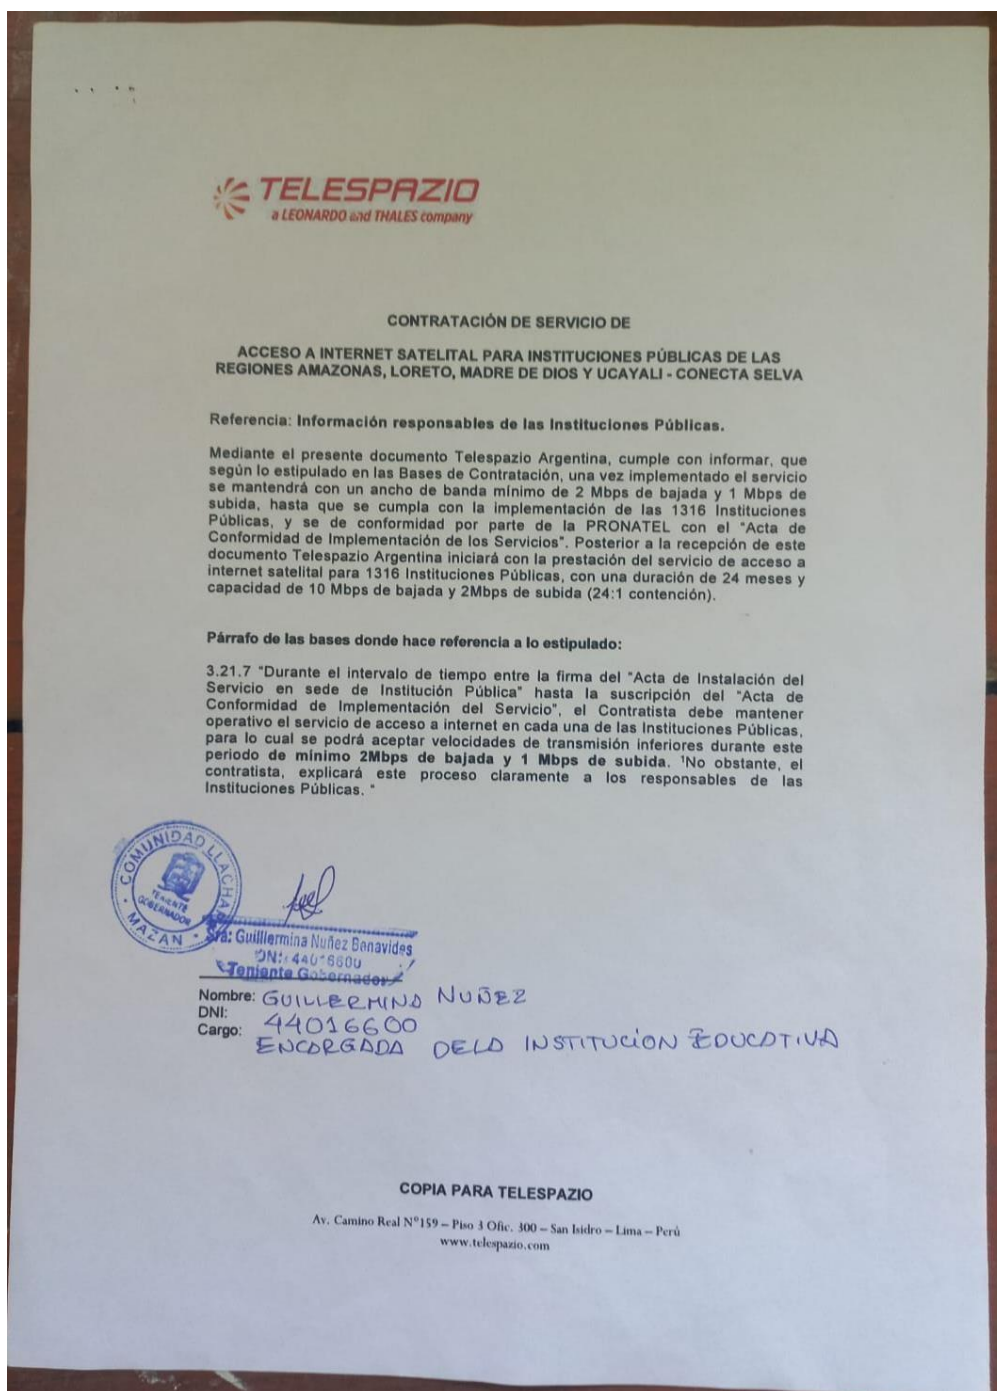 TELESPAZIO
a LEONARDO and THALES company
CONTRATACIÓN DE SERVICIO DE
ACCESO A INTERNET SATELITAL PARA INSTITUCIONES PÚBLICAS DE LAS
REGIONES AMAZONAS, LORETO, MADRE DE DIOS Y UCAYALI - CONECTA SELVA
Referencia: Información responsables de las Instituciones Públicas.
Mediante el presente documento Telespazio Argentina, cumple con informar, que
según lo estipulado en las Bases de Contratación, una vez implementado el servicio
se mantendrá con un ancho de banda mínimo de 2 Mbps de bajada y 1 Mbps de
subida, hasta que se cumpla con la implementación de las 1316 Instituciones
Públicas, y se de conformidad por parte de la PRONATEL con el "Acta de
Conformidad de Implementación de los Servicios". Posterior a la recepción de este
documento Telespazio Argentina iniciará con la prestación del servicio de acceso a
internet satelital para 1316 Instituciones Públicas, con una duración de 24 meses y
capacidad de 10 Mbps de bajada y 2Mbps de subida (24:1 contención).
Párrafo de las bases donde hace referencia a lo estipulado:
3.21.7 "Durante el intervalo de tiempo entre la firma del "Acta de Instalación del
Servicio en sede de Institución Pública" hasta la suscripción del "Acta de
Conformidad de Implementación del Servicio", el Contratista debe mantener
operativo el servicio de acceso a internet en cada una de las Instituciones Públicas,
para lo cual se podrá aceptar velocidades de transmisión inferiores durante este
periodo de mínimo 2Mbps de bajada y 1 Mbps de subida. ¹No obstante, el
contratista, explicará este proceso claramente a los responsables de las
Instituciones Públicas. "
COMUNIDAD LLACHAP
TENIENTE
GOBERNADOR
MAZAN
Sra: Guilllermina Nuñez Benavides
Teniente Gobernador
Nombre: GUILLERMINA NUÑEZ
DNI: 44016600
Cargo: ENCARGADA DE LA INSTITUCIÓN EDUCATIVA
COPIA PARA TELESPAZIO
Av. Camino Real N°159 – Piso 3 Ofic. 300 – San Isidro – Lima – Perú
www.telespazio.com